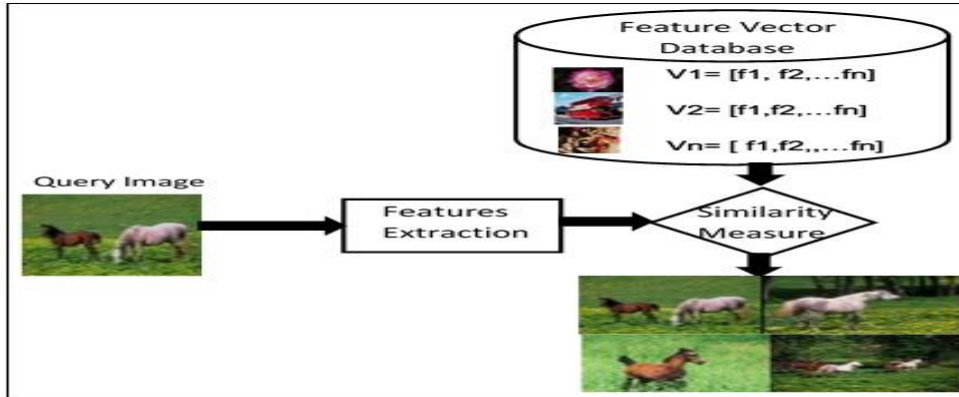 Feature Vector
Database
V1= [f1, f2,...fn]
V2= [f1,f2,...fn]
Vn= [ f1,f2,,...fn]
Query Image
Features
Extraction
Similarity
Measure